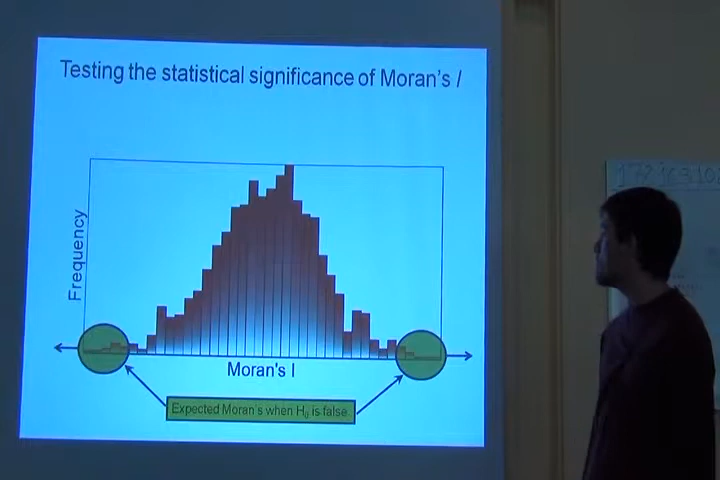 Testing the statistical significance of Moran's I
Frequency
Moran's I
Expected Moran's when H0 is false